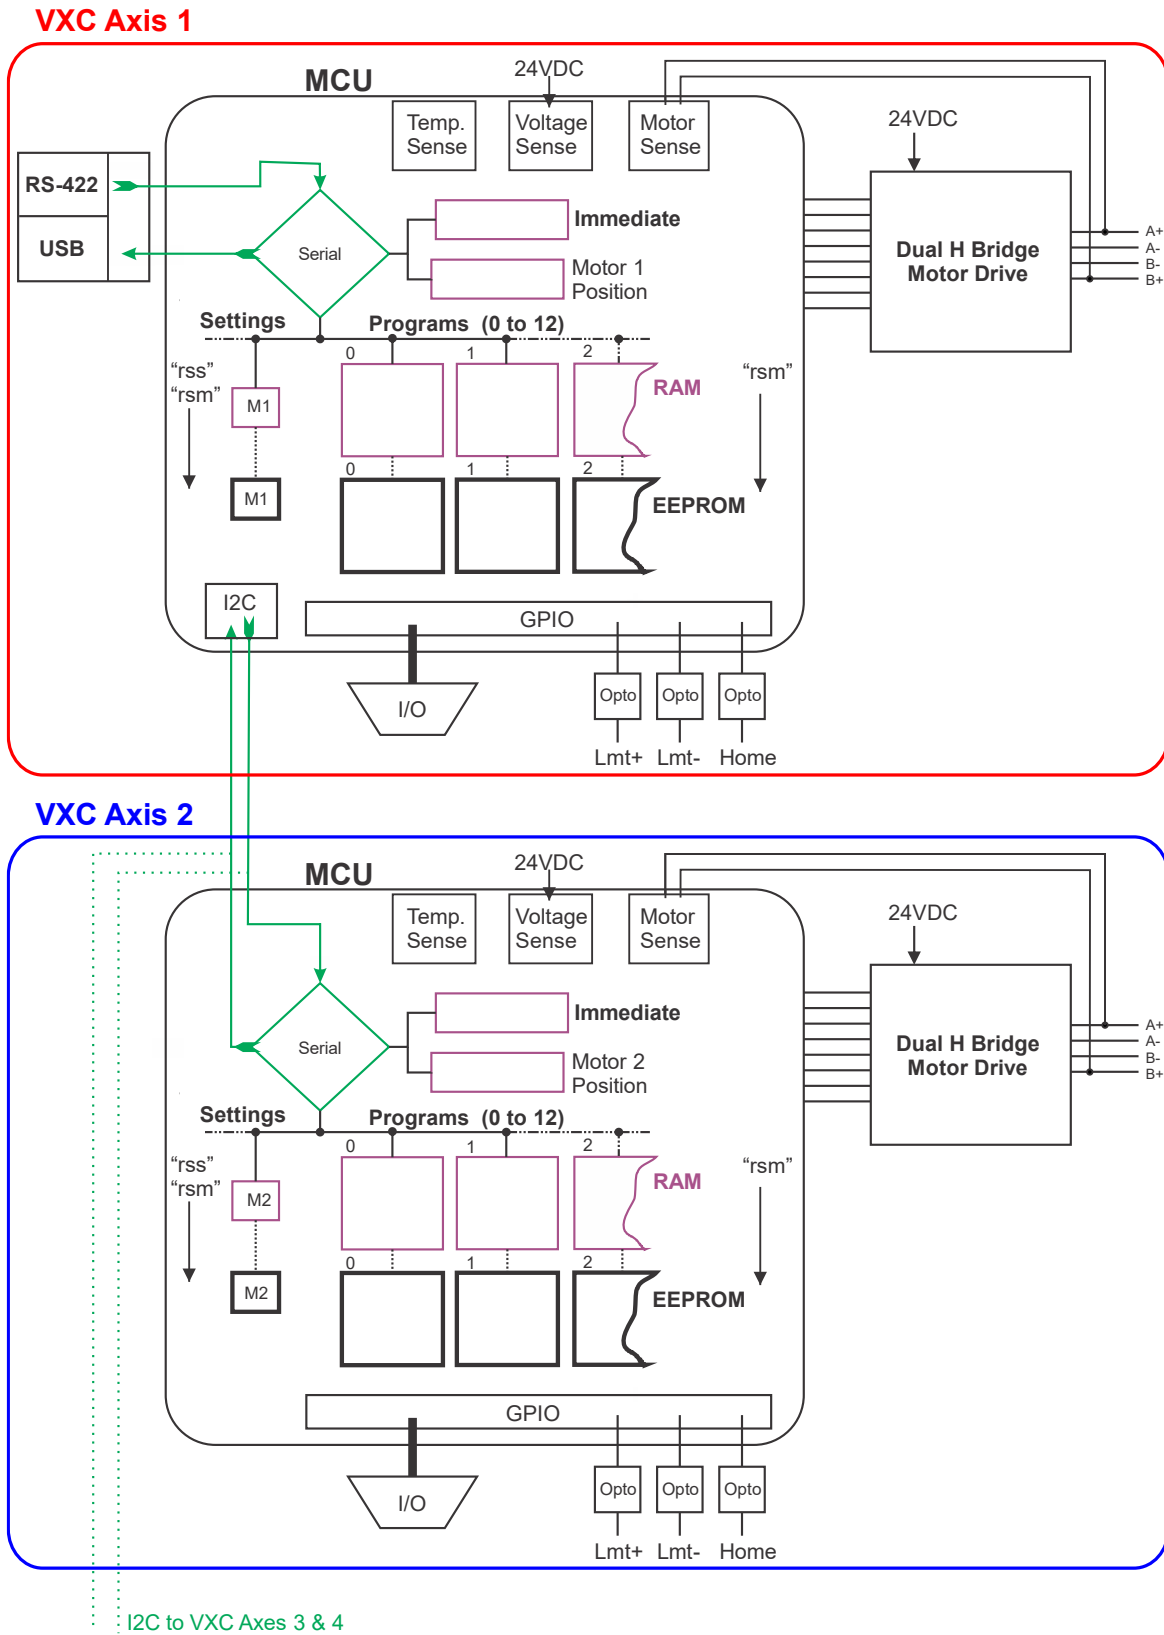 VXC Axis 1
MCU
24VDC
Temp.
Sense
Voltage
Sense
Motor
Sense
24VDC
RS-422
USB
Serial
Immediate
Motor 1
Position
Dual H Bridge
Motor Drive
A+
A-
B-
B+
Settings
Programs (0 to 12)
0
1
2
“rss”
“rsm”
M1
RAM
“rsm”
0
1
2
M1
EEPROM
I2C
GPIO
I/O
Opto
Opto
Opto
Lmt+
Lmt-
Home
VXC Axis 2
MCU
24VDC
Temp.
Sense
Voltage
Sense
Motor
Sense
24VDC
Serial
Immediate
Motor 2
Position
Dual H Bridge
Motor Drive
A+
A-
B-
B+
Settings
Programs (0 to 12)
0
1
2
“rss”
“rsm”
M2
RAM
“rsm”
0
1
2
M2
EEPROM
GPIO
I/O
Opto
Opto
Opto
Lmt+
Lmt-
Home
I2C to VXC Axes 3 & 4